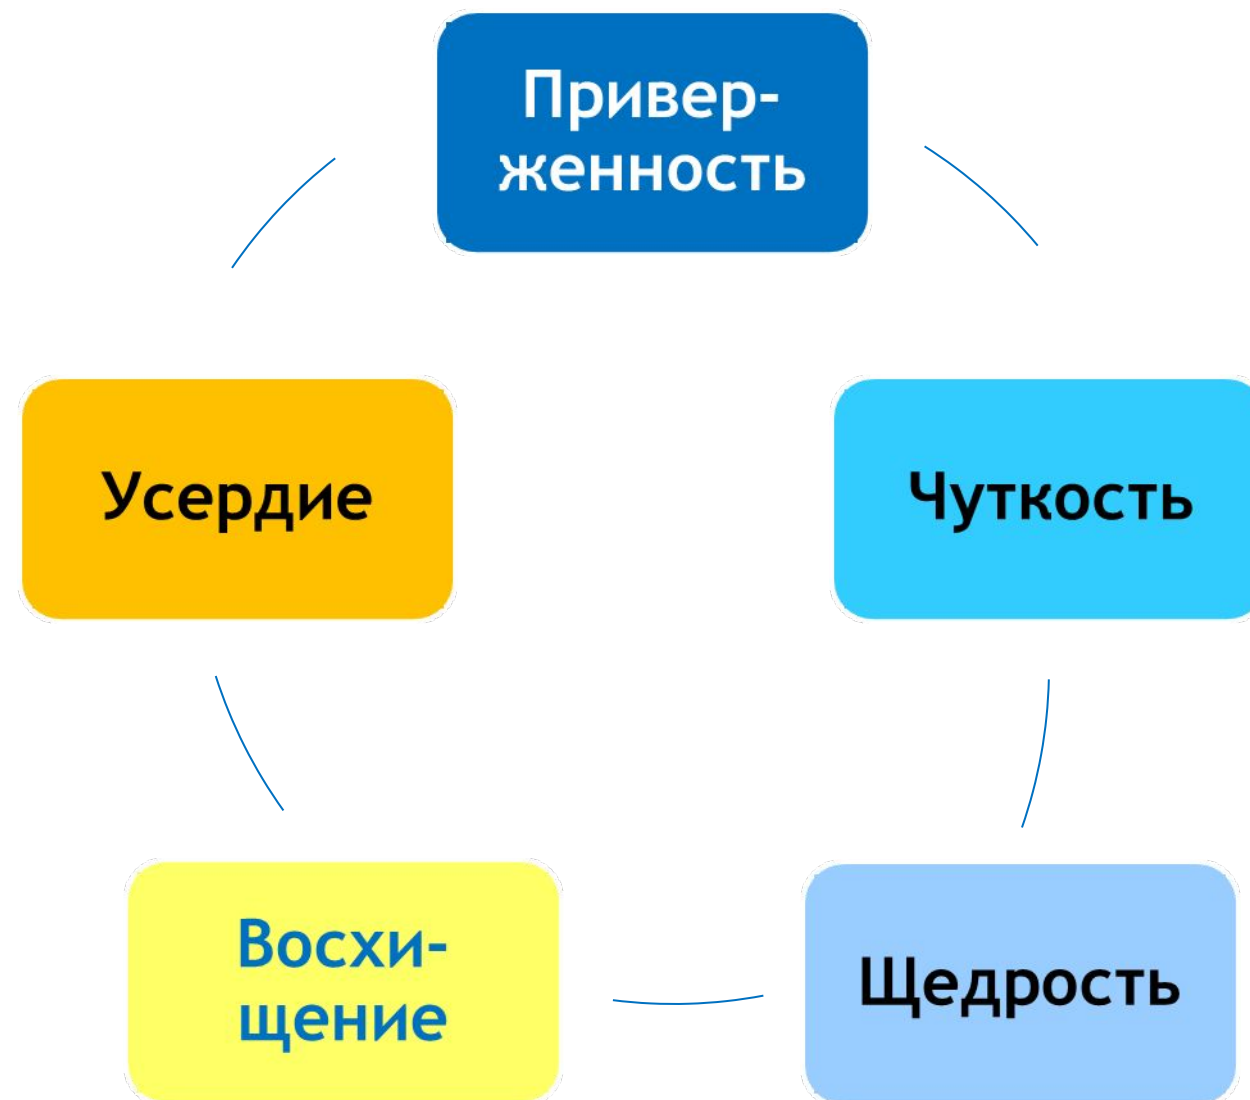 Привер-
женность
Усердие
Чуткость
Восхи-
щение
Щедрость